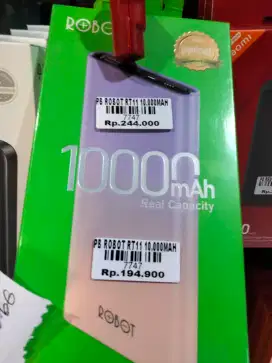 ROBOT
PB ROBOT RT11 10.000MAH
7747
Rp.244.000
10000mAh
Real Capacity
PB ROBOT RT11 10.000MAH
7747
Rp.194.900
ROBOT